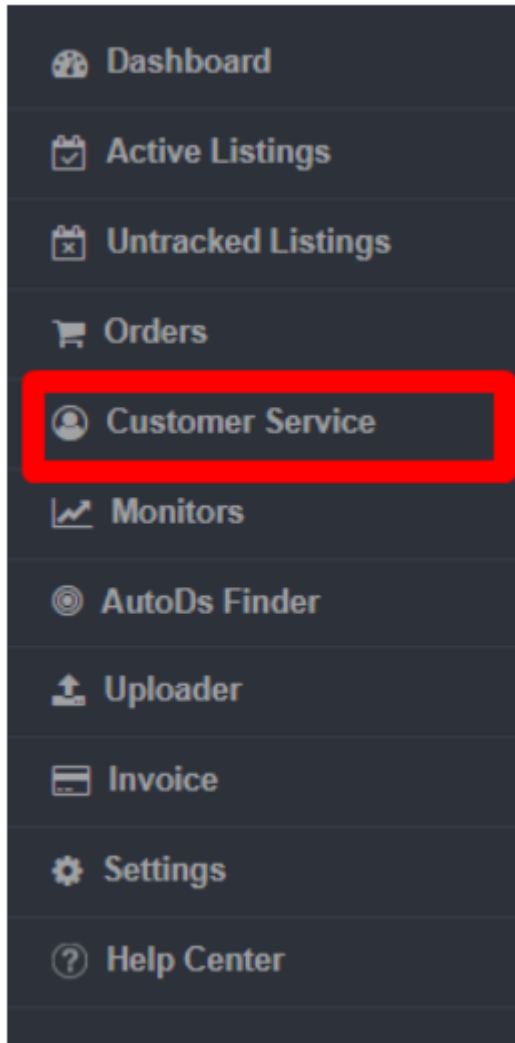 Dashboard
Active Listings
Untracked Listings
Orders
Customer Service
Monitors
AutoDs Finder
Uploader
Invoice
Settings
Help Center